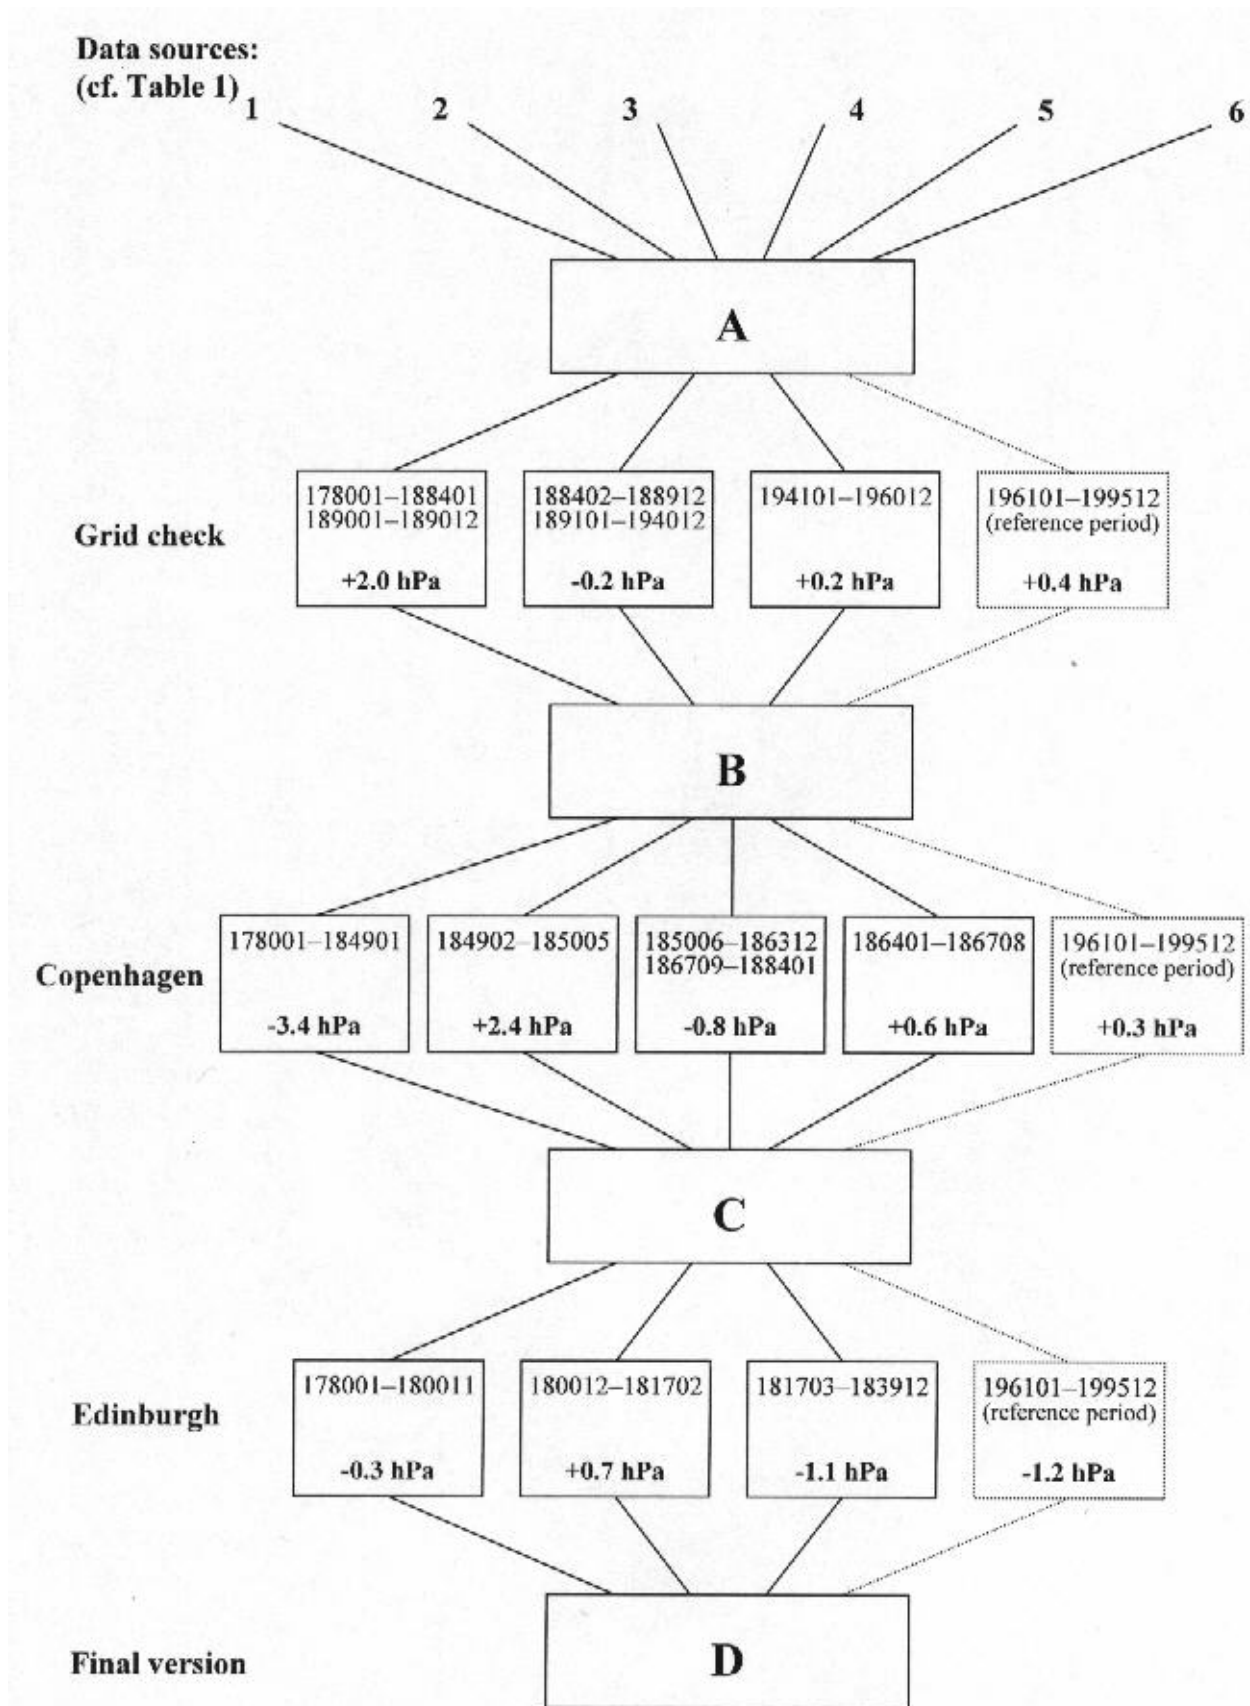 Data sources:
(cf. Table 1)
1 2 3 4 5 6
A
Grid check
178001–188401
189001–189012
+2.0 hPa
188402–188912
189101–194012
-0.2 hPa
194101–196012
+0.2 hPa
196101–199512
(reference period)
+0.4 hPa
B
Copenhagen
178001–184901
-3.4 hPa
184902–185005
+2.4 hPa
185006–186312
186709–188401
-0.8 hPa
186401–186708
+0.6 hPa
196101–199512
(reference period)
+0.3 hPa
C
Edinburgh
178001–180011
-0.3 hPa
180012–181702
+0.7 hPa
181703–183912
-1.1 hPa
196101–199512
(reference period)
-1.2 hPa
Final version
D